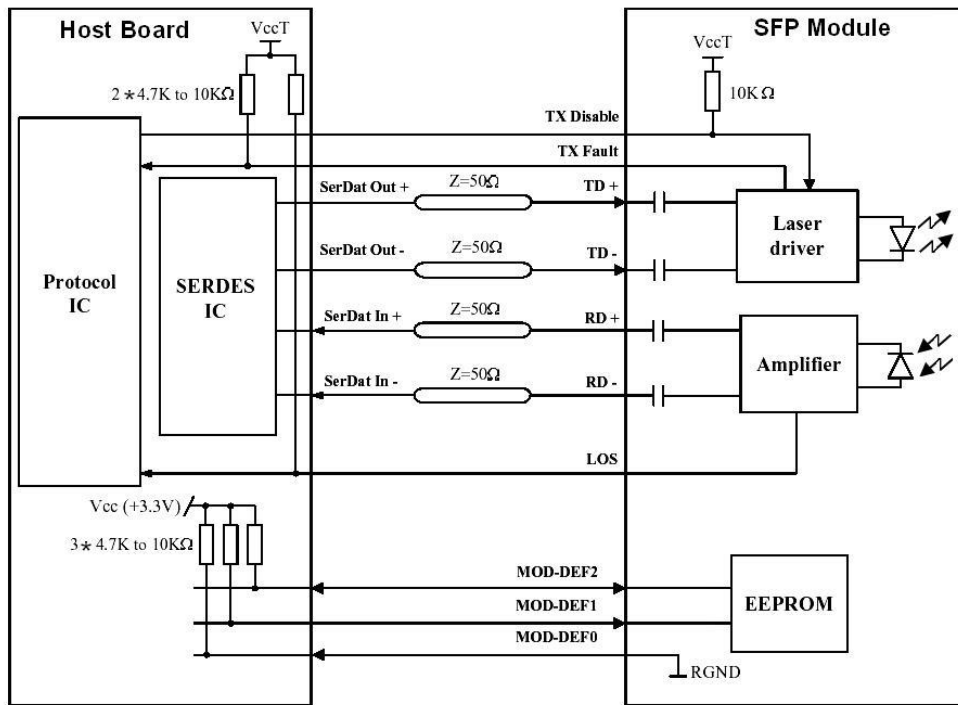 Host Board
SFP Module
VccT
VccT
2*4.7K to 10KΩ
10KΩ
TX Disable
TX Fault
SerDat Out +
Z=50Ω
TD +
SerDat Out -
Z=50Ω
TD -
Laser
driver
Protocol
IC
SERDES
IC
SerDat In +
Z=50Ω
RD +
SerDat In -
Z=50Ω
RD -
Amplifier
LOS
Vcc (+3.3V)
3*4.7K to 10KΩ
MOD-DEF2
MOD-DEF1
MOD-DEF0
EEPROM
RGND